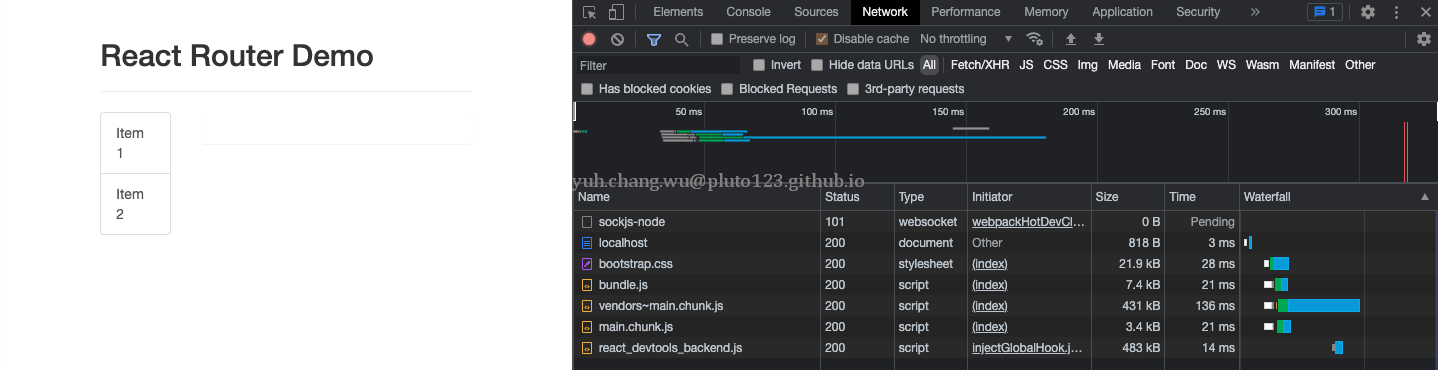 React Router Demo
Item
1
Item
2
Elements Console Sources Network Performance Memory Application Security » 1
Preserve log Disable cache No throttling
Filter Invert Hide data URLs All Fetch/XHR JS CSS Img Media Font Doc WS Wasm Manifest Other
Has blocked cookies Blocked Requests 3rd-party requests
50 ms 100 ms 150 ms 200 ms 250 ms 300 ms
yuh.chang.wu@pluto123.github.io
Name Status Type Initiator Size Time Waterfall
sockjs-node 101 websocket webpackHotDevCl... 0 B Pending
localhost 200 document Other 818 B 3 ms
bootstrap.css 200 stylesheet (index) 21.9 kB 28 ms
bundle.js 200 script (index) 7.4 kB 21 ms
vendors~main.chunk.js 200 script (index) 431 kB 136 ms
main.chunk.js 200 script (index) 3.4 kB 21 ms
react_devtools_backend.js 200 script injectGlobalHook.j... 483 kB 14 ms